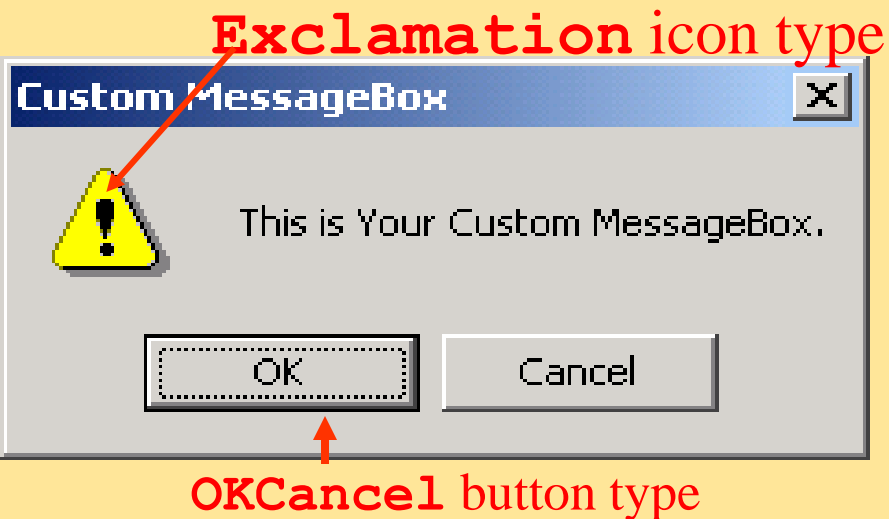 Exclamation icon type
Custom MessageBox
This is Your Custom MessageBox.
OK Cancel
OKCancel button type